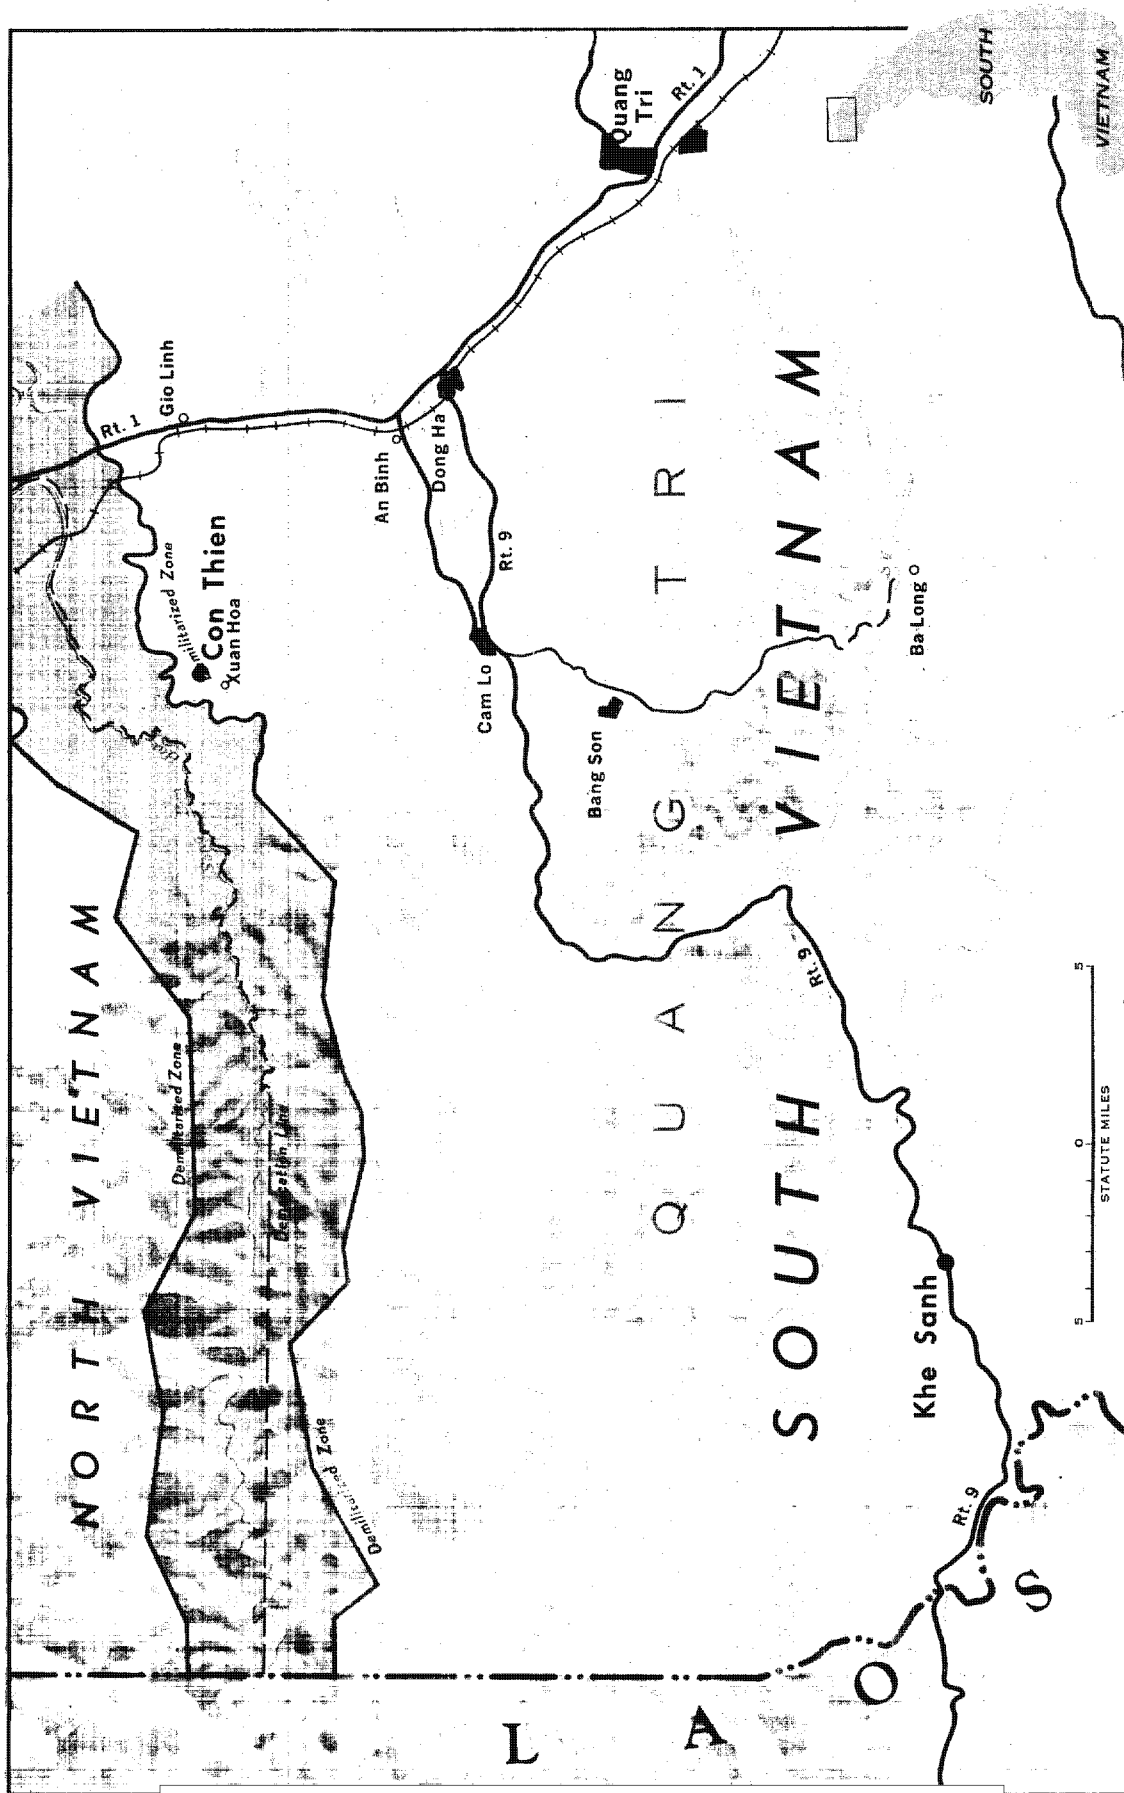 NORTH VIETNAM
Demilitarized Zone
Demarcation Line
Demilitarized Zone
militarized Zone
Con Thien
Xuan Hoa
Rt. 1
Gio Linh
An Binh
Dong Ha
Rt. 9
Cam Lo
Bang Son
Quang
Tri
Rt. 1
QUANG TRI
SOUTH VIETNAM
Ba Long
Rt. 9
Khe Sanh
Rt. 9
LAOS
5 0 5
STATUTE MILES
SOUTH
VIETNAM